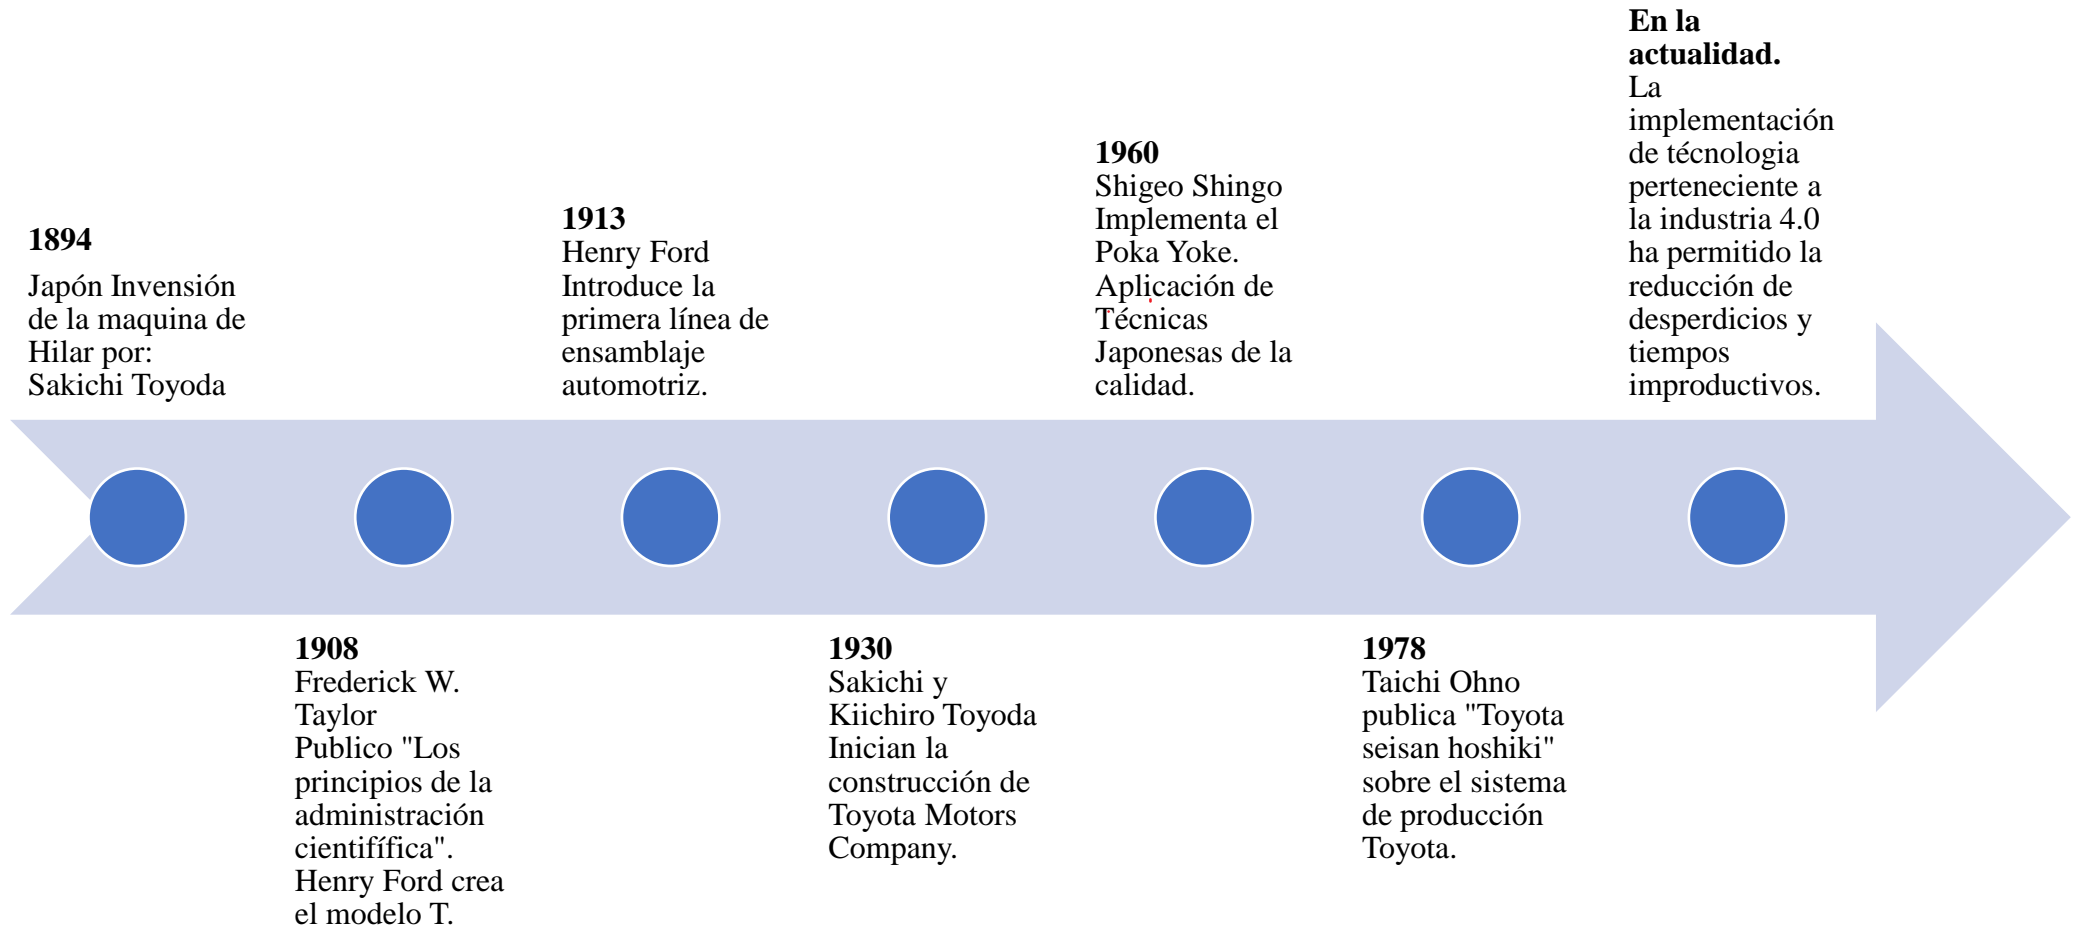 1894
Japón Invensión
de la maquina de
Hilar por:
Sakichi Toyoda
1908
Frederick W.
Taylor
Publico "Los
principios de la
administración
cientifífica".
Henry Ford crea
el modelo T.
1913
Henry Ford
Introduce la
primera línea de
ensamblaje
automotriz.
1930
Sakichi y
Kiichiro Toyoda
Inician la
construcción de
Toyota Motors
Company.
1960
Shigeo Shingo
Implementa el
Poka Yoke.
Aplicación de
Técnicas
Japonesas de la
calidad.
1978
Taichi Ohno
publica "Toyota
seisan hoshiki"
sobre el sistema
de producción
Toyota.
En la
actualidad.
La
implementación
de técnologia
perteneciente a
la industria 4.0
ha permitido la
reducción de
desperdicios y
tiempos
improductivos.